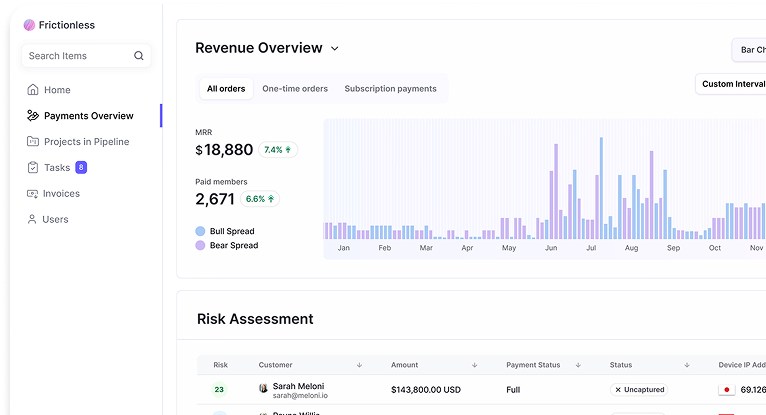 Frictionless
Search Items
Home
Payments Overview
Projects in Pipeline
Tasks 8
Invoices
Users
Revenue Overview
Bar Ch
All orders One-time orders Subscription payments
Custom Interval
MRR
$18,880 7.4%
Paid members
2,671 6.6%
Bull Spread
Bear Spread
Jan Feb Mar Apr May Jun Jul Aug Sep Oct Nov
Risk Assessment
Risk Customer Amount Payment Status Status Device IP Add
23 Sarah Meloni $143,800.00 USD Full Uncaptured 69.126
sarah@meloni.io